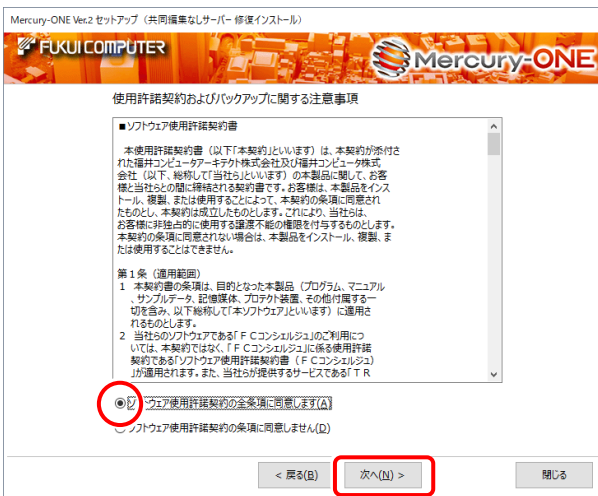 Mercury-ONE Ver.2 セットアップ（共同編集なしサーバー 修復インストール）
FUKUI COMPUTER
Mercury-ONE
使用許諾契約およびバックアップに関する注意事項
■ソフトウェア使用許諾契約書
本使用許諾契約書（以下「本契約」といいます）は、本契約が添付さ
れた福井コンピュータアーキテクト株式会社及び福井コンピュータ株式
会社（以下、総称して「当社ら」といいます）の本製品に関して、お客
様と当社らとの間に締結される契約書です。お客様は、本製品をインス
トール、複製、または使用することによって、本契約の条項に同意され
たものとし、本契約は成立したものとします。これにより、当社らは、
お客様に非独占的に使用する譲渡不能の権限を付与するものとします。
本契約の条項に同意されない場合は、本製品をインストール、複製、ま
たは使用することはできません。
第１条（適用範囲）
１ 本契約書の条項は、目的となった本製品（プログラム、マニュアル
、サンプルデータ、記憶媒体、プロテクト装置、その他付属する一
切を含み、以下総称して「本ソフトウェア」といいます）に適用さ
れるものとします。
２ 当社らのソフトウェアである「ＦＣコンシェルジュ」のご利用につ
いては、本契約ではなく、「ＦＣコンシェルジュ」に係る使用許諾
契約である「ソフトウェア使用許諾契約書（ＦＣコンシェルジュ）
」が適用されます。また、当社らが提供するサービスである「ＴＲ
ソフトウェア使用許諾契約の全条項に同意します(A)
ソフトウェア使用許諾契約の条項に同意しません(D)
< 戻る(B)
次へ(N) >
閉じる